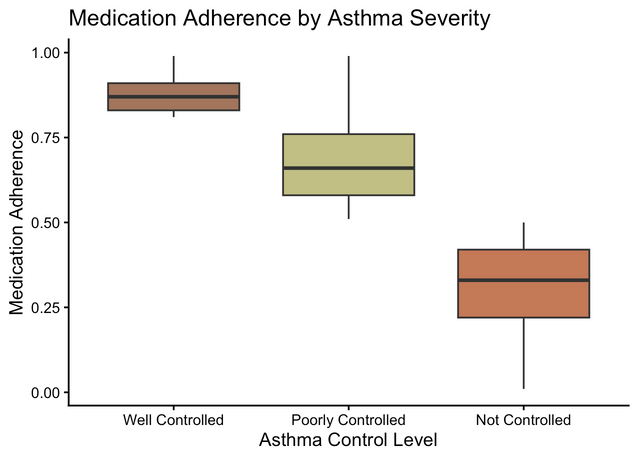 Medication Adherence by Asthma Severity
Medication Adherence
1.00
0.75
0.50
0.25
0.00
Well Controlled
Poorly Controlled
Not Controlled
Asthma Control Level